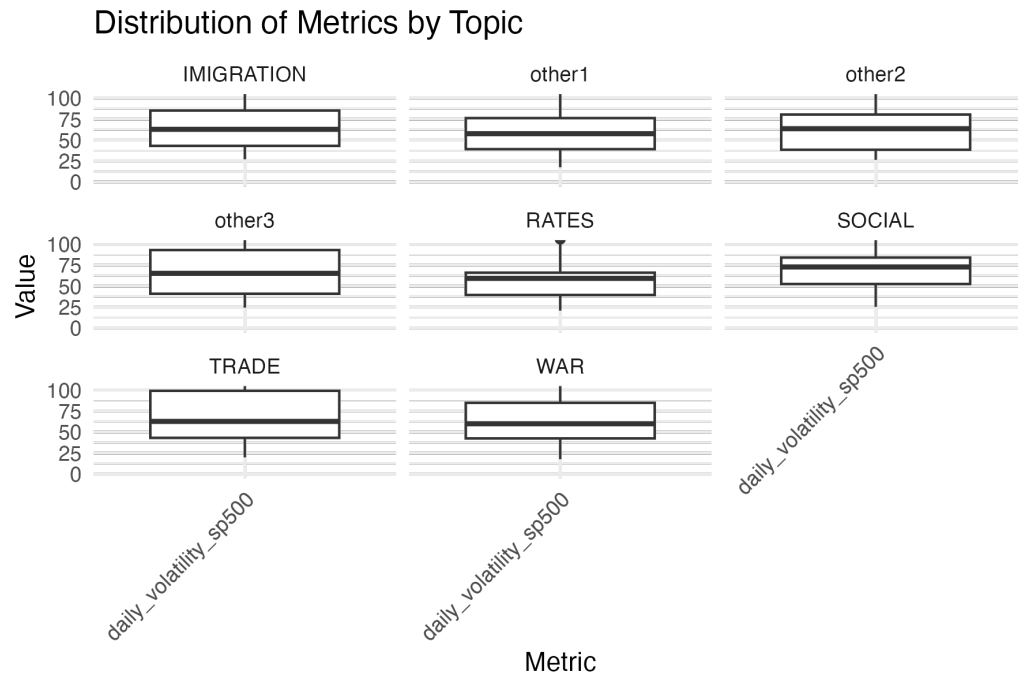 Distribution of Metrics by Topic
IMIGRATION
other1
other2
100
75
50
25
0
other3
RATES
SOCIAL
100
75
50
25
0
TRADE
WAR
100
75
50
25
0
daily_volatility_sp500
daily_volatility_sp500
daily_volatility_sp500
Value
Metric